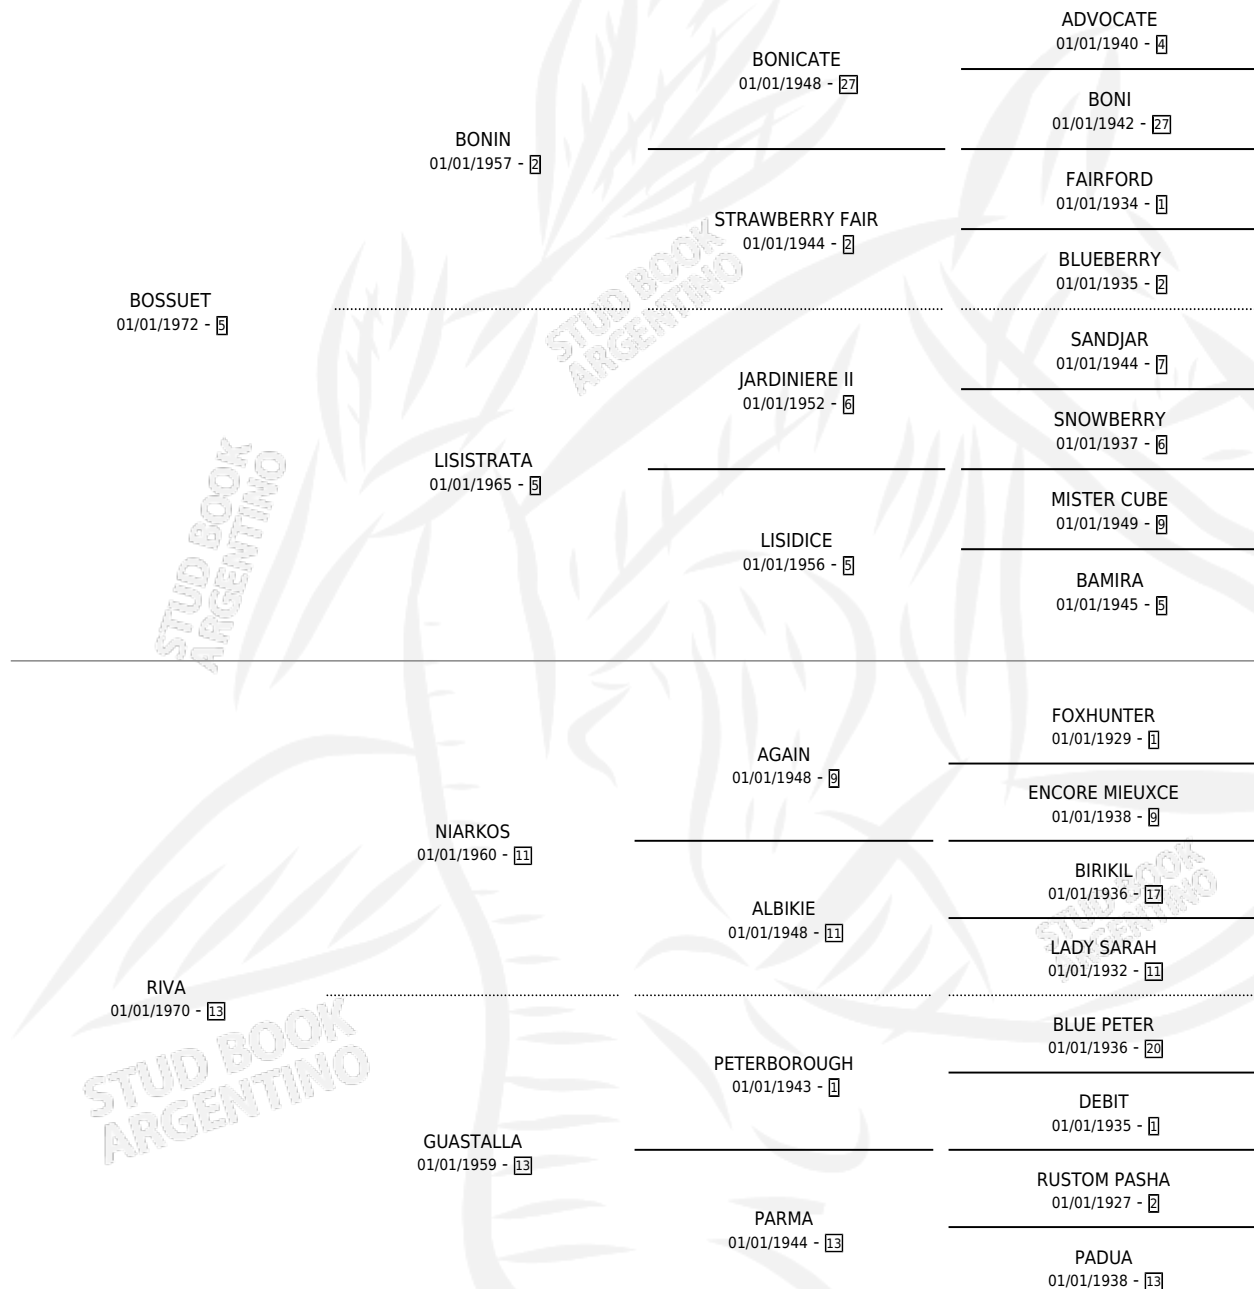 BOSSUET
01/01/1972 - 5
BONIN
01/01/1957 - 2
BONICATE
01/01/1948 - 27
ADVOCATE
01/01/1940 - 4
BONI
01/01/1942 - 27
STRAWBERRY FAIR
01/01/1944 - 2
FAIRFORD
01/01/1934 - 1
BLUEBERRY
01/01/1935 - 2
LISISTRATA
01/01/1965 - 5
JARDINIERE II
01/01/1952 - 6
SANDJAR
01/01/1944 - 7
SNOWBERRY
01/01/1937 - 6
LISIDICE
01/01/1956 - 5
MISTER CUBE
01/01/1949 - 9
BAMIRA
01/01/1945 - 5
RIVA
01/01/1970 - 13
NIARKOS
01/01/1960 - 11
AGAIN
01/01/1948 - 9
FOXHUNTER
01/01/1929 - 1
ENCORE MIEUXCE
01/01/1938 - 9
ALBIKIE
01/01/1948 - 11
BIRIKIL
01/01/1936 - 17
LADY SARAH
01/01/1932 - 11
GUASTALLA
01/01/1959 - 13
PETERBOROUGH
01/01/1943 - 1
BLUE PETER
01/01/1936 - 20
DEBIT
01/01/1935 - 1
PARMA
01/01/1944 - 13
RUSTOM PASHA
01/01/1927 - 2
PADUA
01/01/1938 - 13
STUD BOOK
ARGENTINO
STUD BOOK
ARGENTINO
STUD BOOK
ARGENTINO
STUD BOOK
ARGENTINO